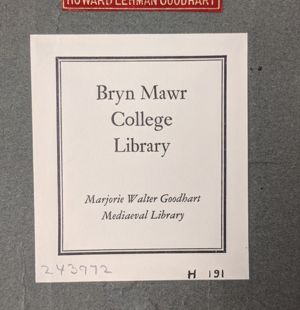 HOWARD LEHMAN GOODHART
Bryn Mawr
College
Library
Marjorie Walter Goodhart
Mediaeval Library
243972
H 191